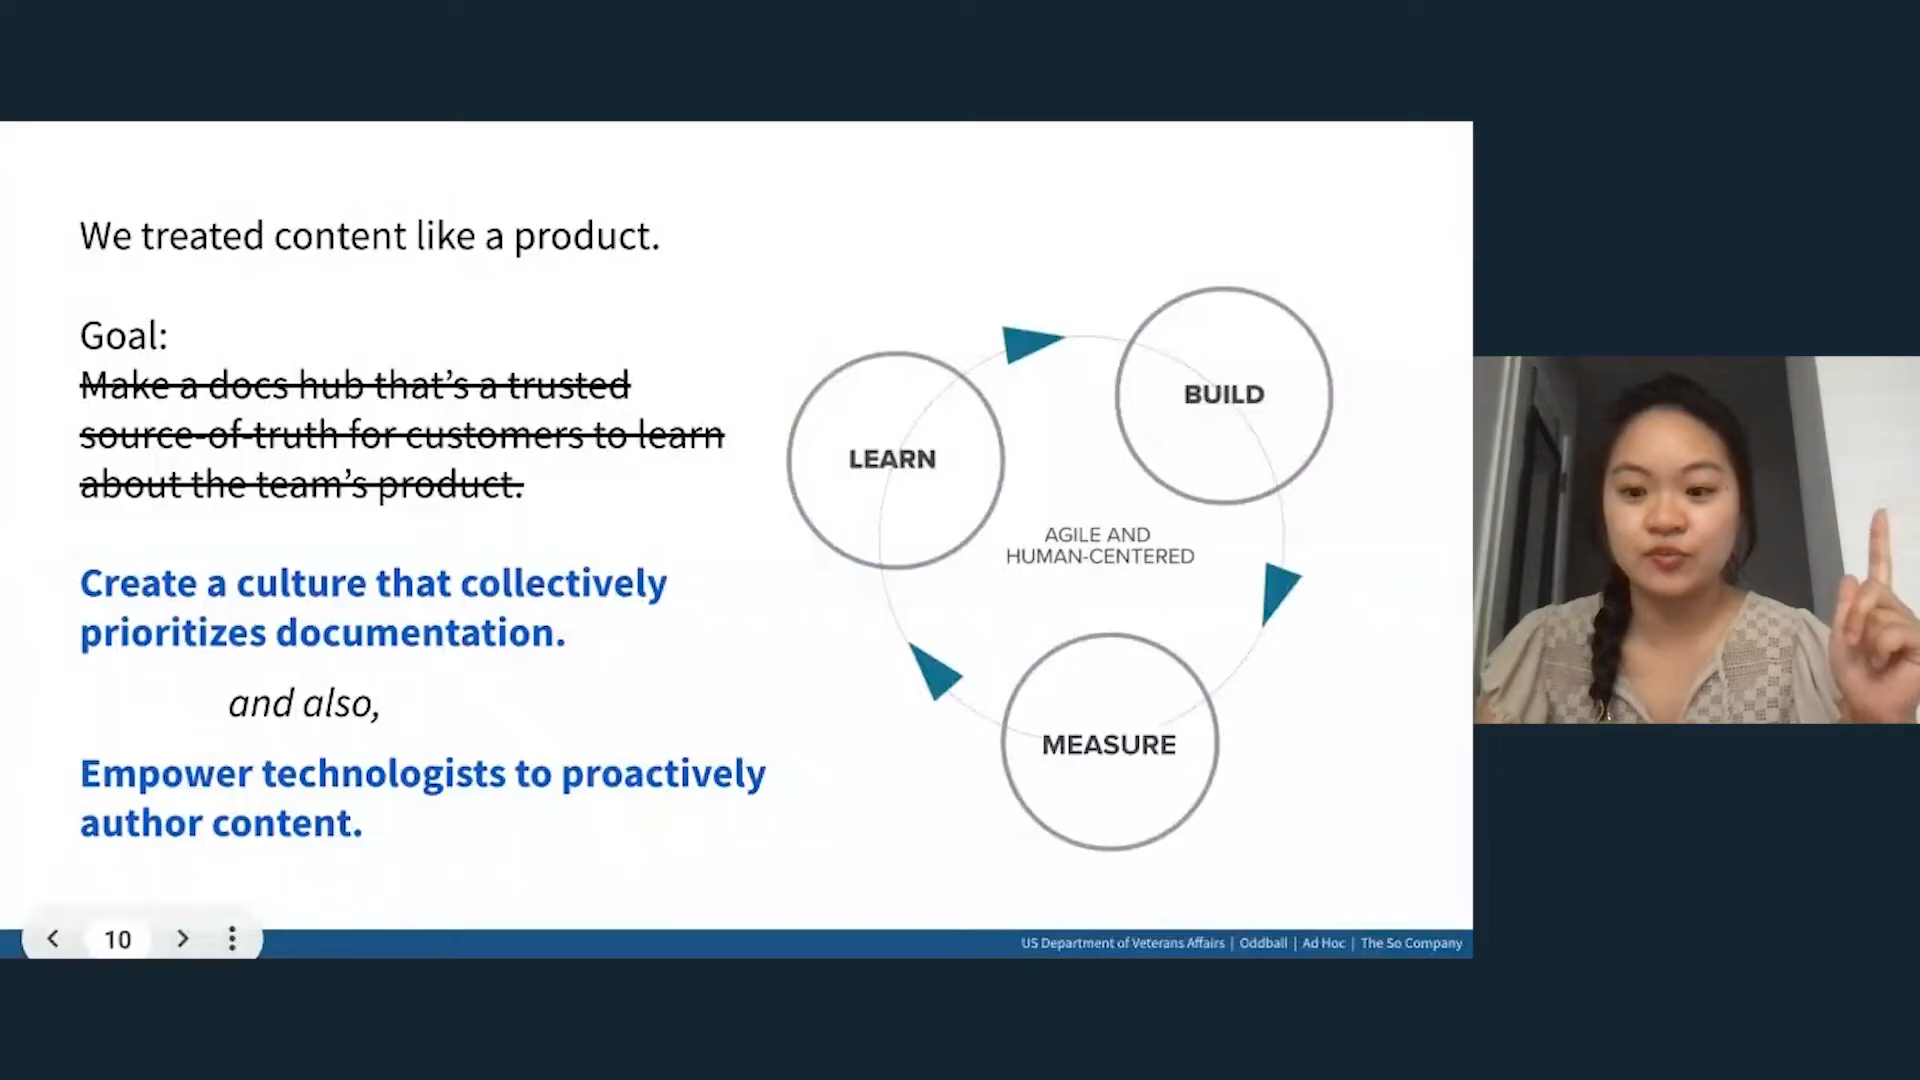 We treated content like a product.
Goal:
Make a docs hub that’s a trusted
source-of-truth for customers to learn
about the team’s product.
Create a culture that collectively
prioritizes documentation.
and also,
Empower technologists to proactively
author content.
LEARN
BUILD
AGILE AND
HUMAN-CENTERED
MEASURE
10
US Department of Veterans Affairs | Oddball | Ad Hoc | The So Company